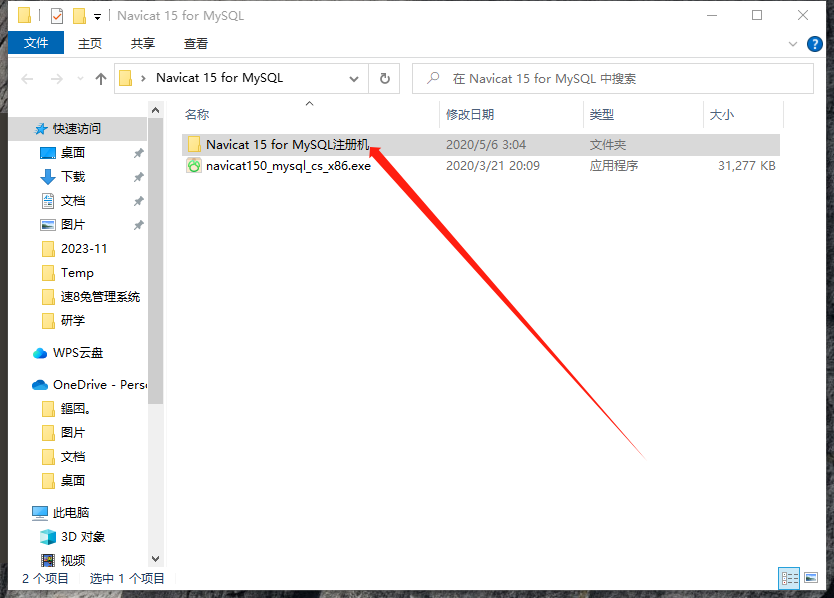 Navicat 15 for MySQL
文件 主页 共享 查看
Navicat 15 for MySQL 在 Navicat 15 for MySQL 中搜索
名称 修改日期 类型 大小
快速访问
Navicat 15 for MySQL注册机 2020/5/6 3:04 文件夹
桌面
navicat150_mysql_cs_x86.exe 2020/3/21 20:09 应用程序 31,277 KB
下载
文档
图片
2023-11
Temp
速8免管理系统
研学
WPS云盘
OneDrive - Perso
鏂囨。
图片
文档
桌面
此电脑
3D 对象
视频
2 个项目 选中 1 个项目